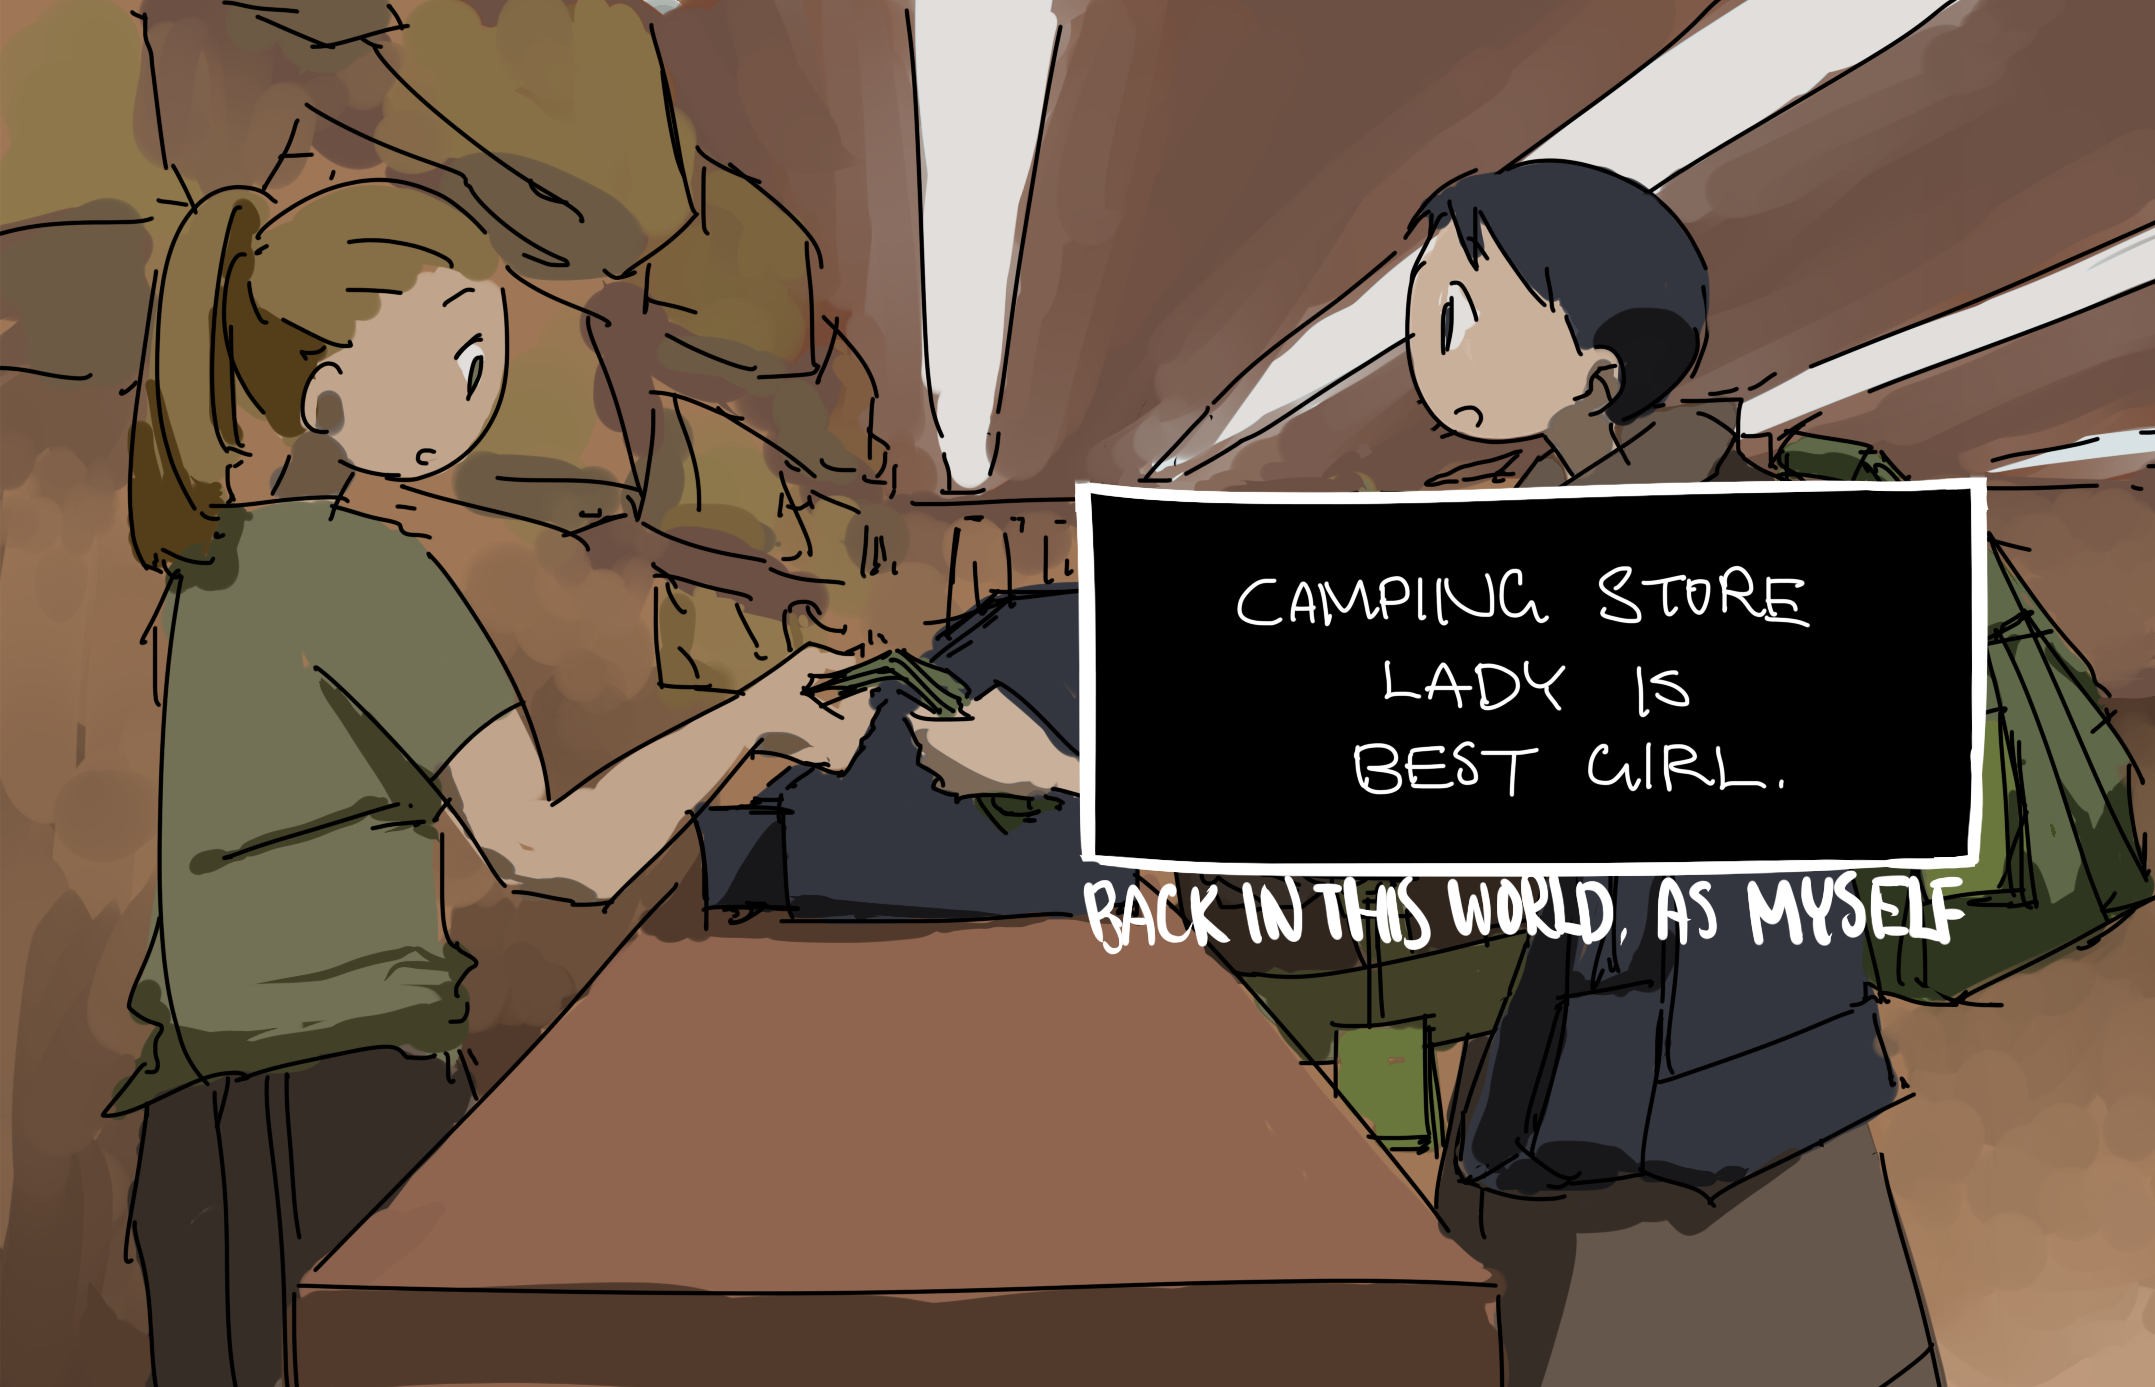 CAMPING STORE
LADY IS
BEST GIRL.
BACK IN THIS WORLD, AS MYSELF